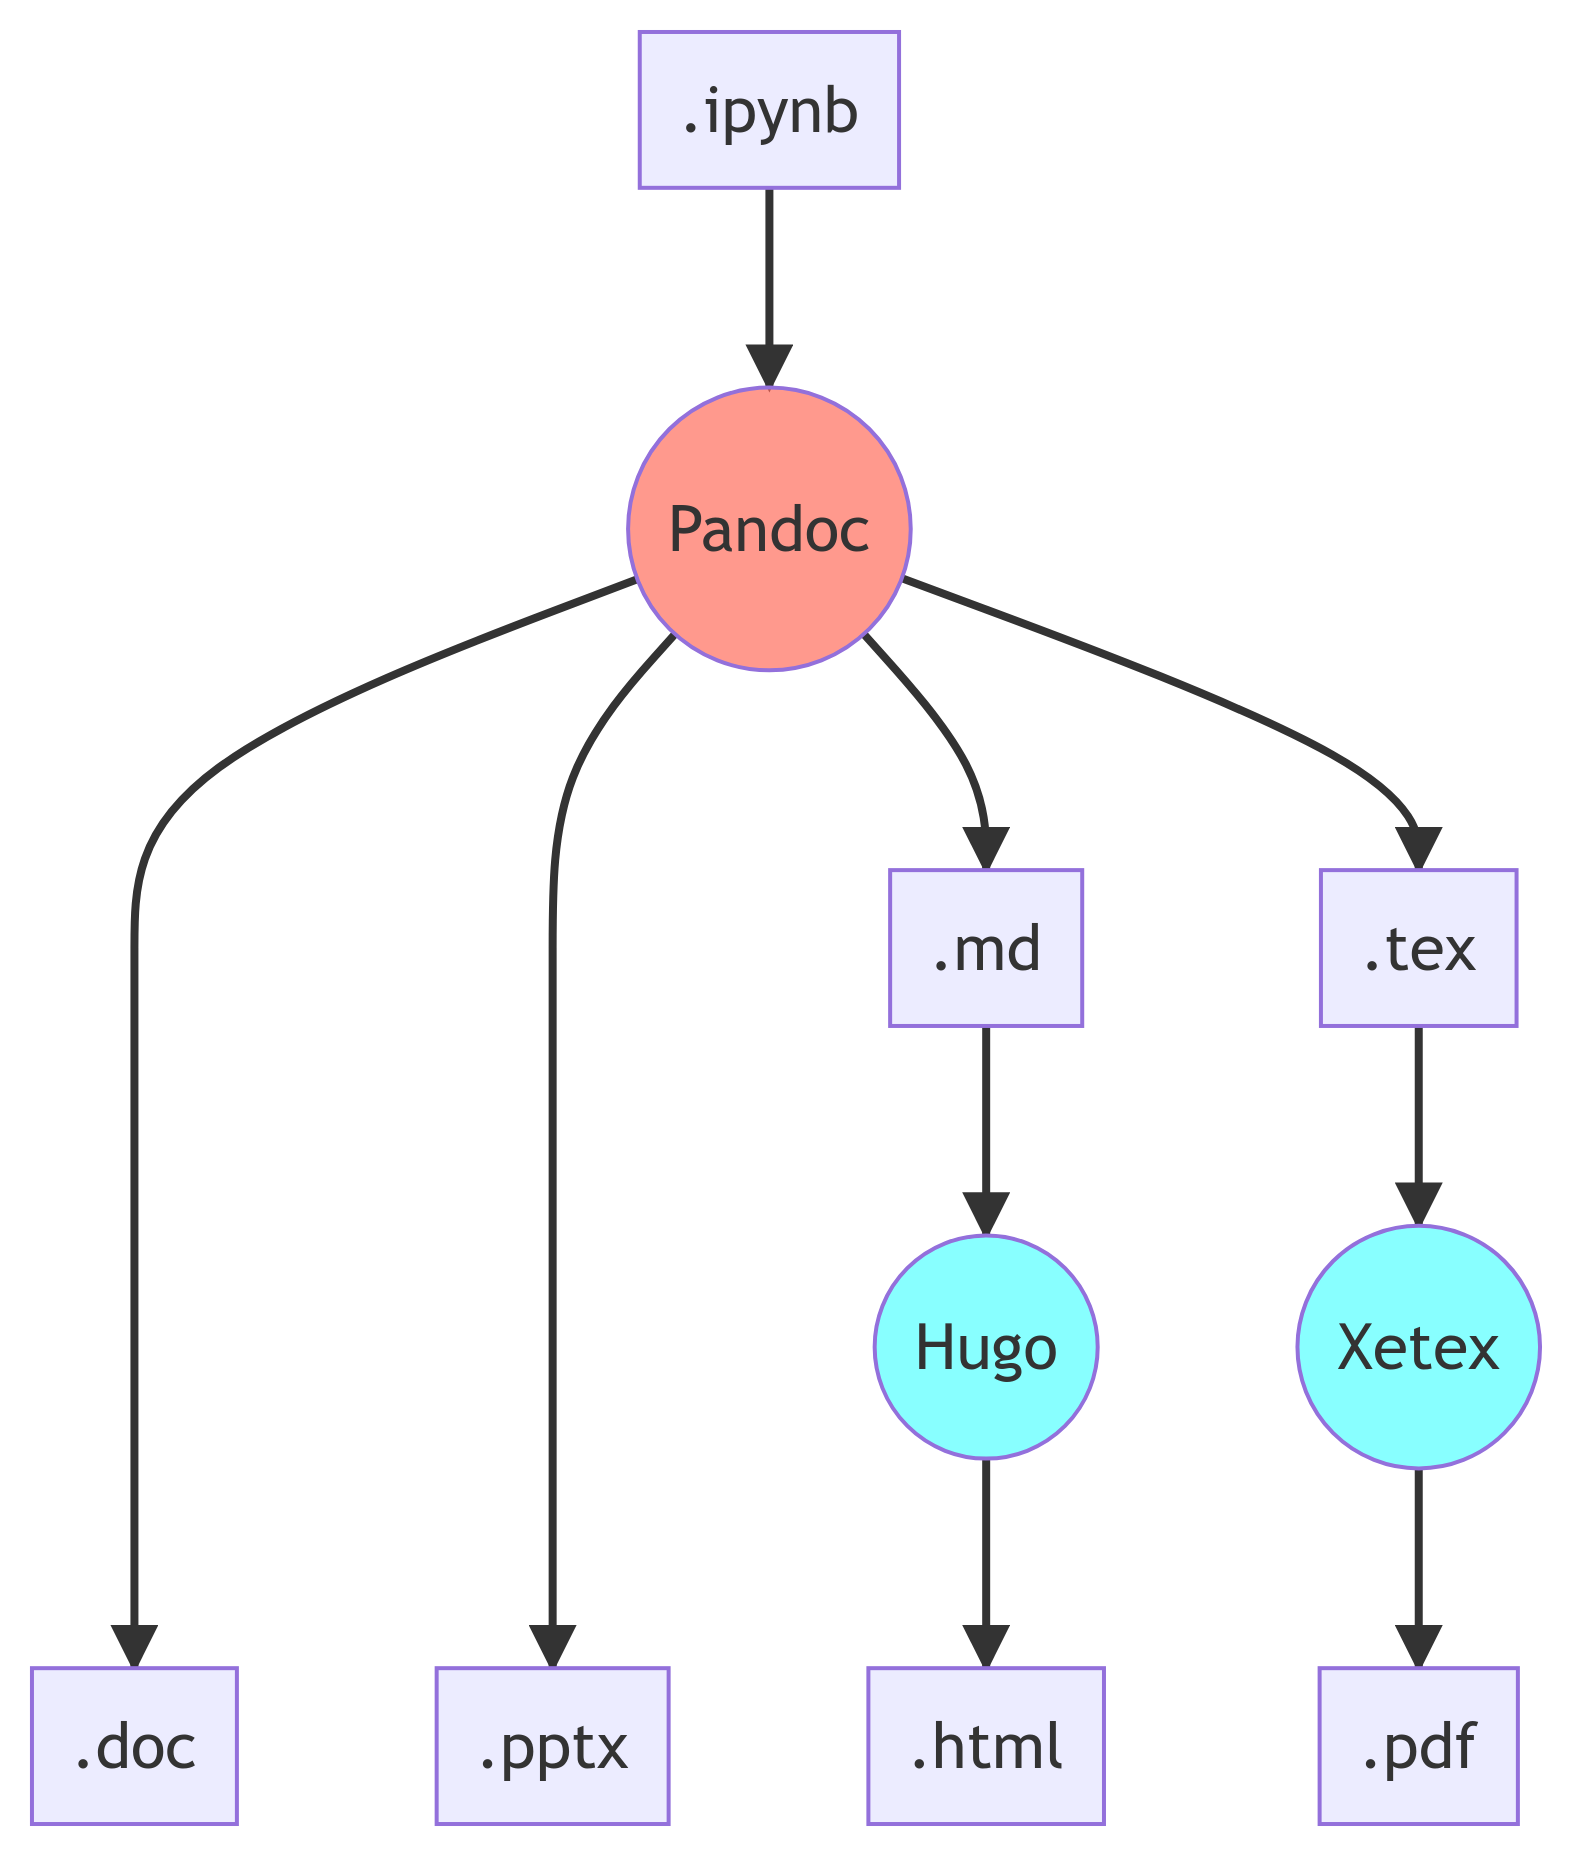 .ipynb
Pandoc
.md
.tex
Hugo
Xetex
.doc
.pptx
.html
.pdf